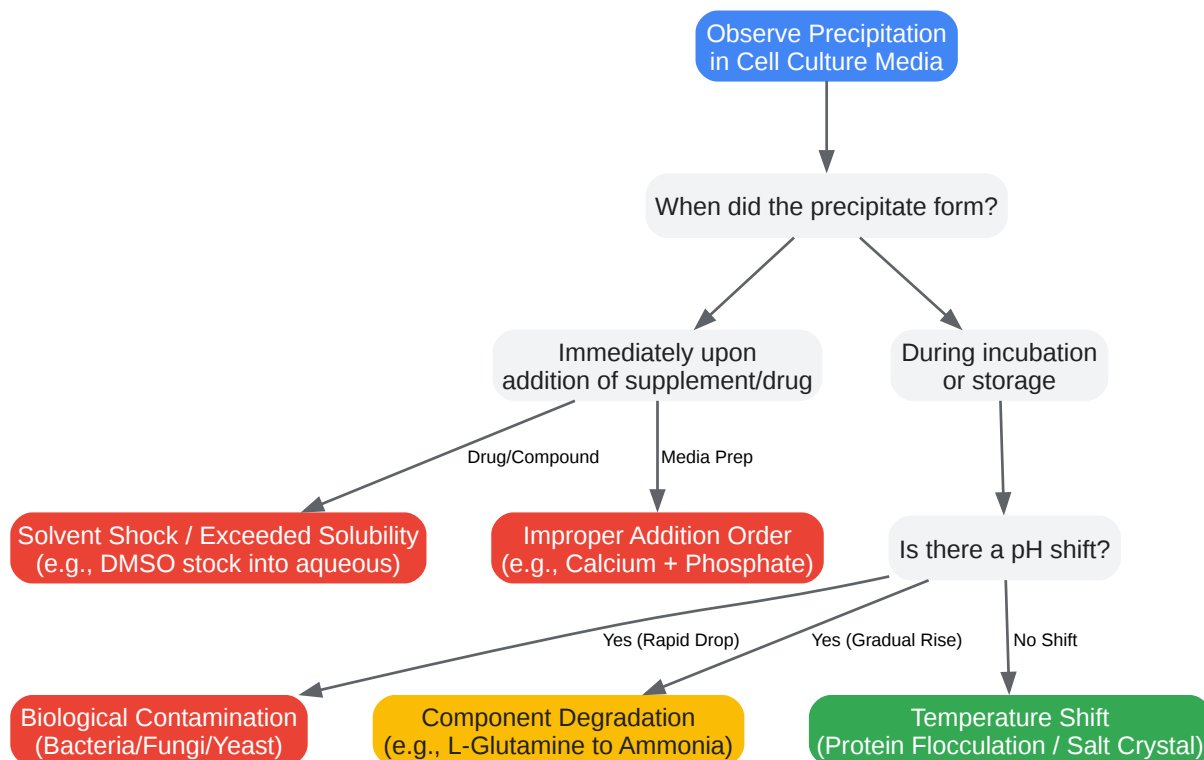 Observe Precipitation
in Cell Culture Media
When did the precipitate form?
Immediately upon
addition of supplement/drug
During incubation
or storage
Drug/Compound
Media Prep
Solvent Shock / Exceeded Solubility
(e.g., DMSO stock into aqueous)
Improper Addition Order
(e.g., Calcium + Phosphate)
Is there a pH shift?
Yes (Rapid Drop)
Yes (Gradual Rise)
No Shift
Biological Contamination
(Bacteria/Fungi/Yeast)
Component Degradation
(e.g., L-Glutamine to Ammonia)
Temperature Shift
(Protein Flocculation / Salt Crystal)